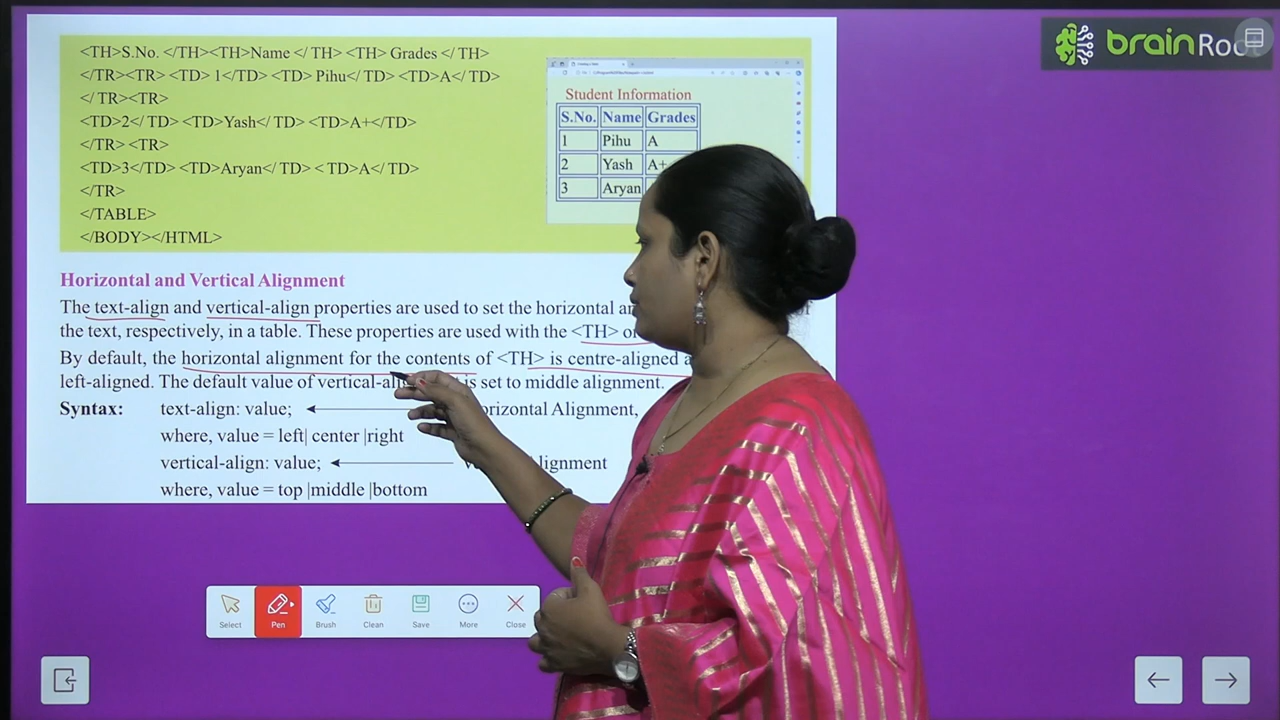 <TH>S.No. </TH><TH>Name </ TH> <TH> Grades </ TH>
</TR><TR> <TD> 1</TD> <TD> Pihu</ TD> <TD>A</ TD>
</ TR><TR>
<TD>2</ TD> <TD>Yash</ TD> <TD>A+</TD>
</TR> <TR>
<TD>3</TD> <TD>Aryan</ TD> < TD>A</ TD>
</TR>
</TABLE>
</BODY></HTML>
Student Information
S.No. Name Grades
1 Pihu A
2 Yash A+
3 Aryan
brainRo
Horizontal and Vertical Alignment
The text-align and vertical-align properties are used to set the horizontal of
the text, respectively, in a table. These properties are used with the <TH>
By default, the horizontal alignment for the contents of <TH> is centre-aligned
left-aligned. The default value of is set to middle alignment.
Syntax: text-align: value; Alignment,
where, value = left| center |right
vertical-align: value;
where, value = top |middle |bottom
Select Pen Brush Clean Save More Close